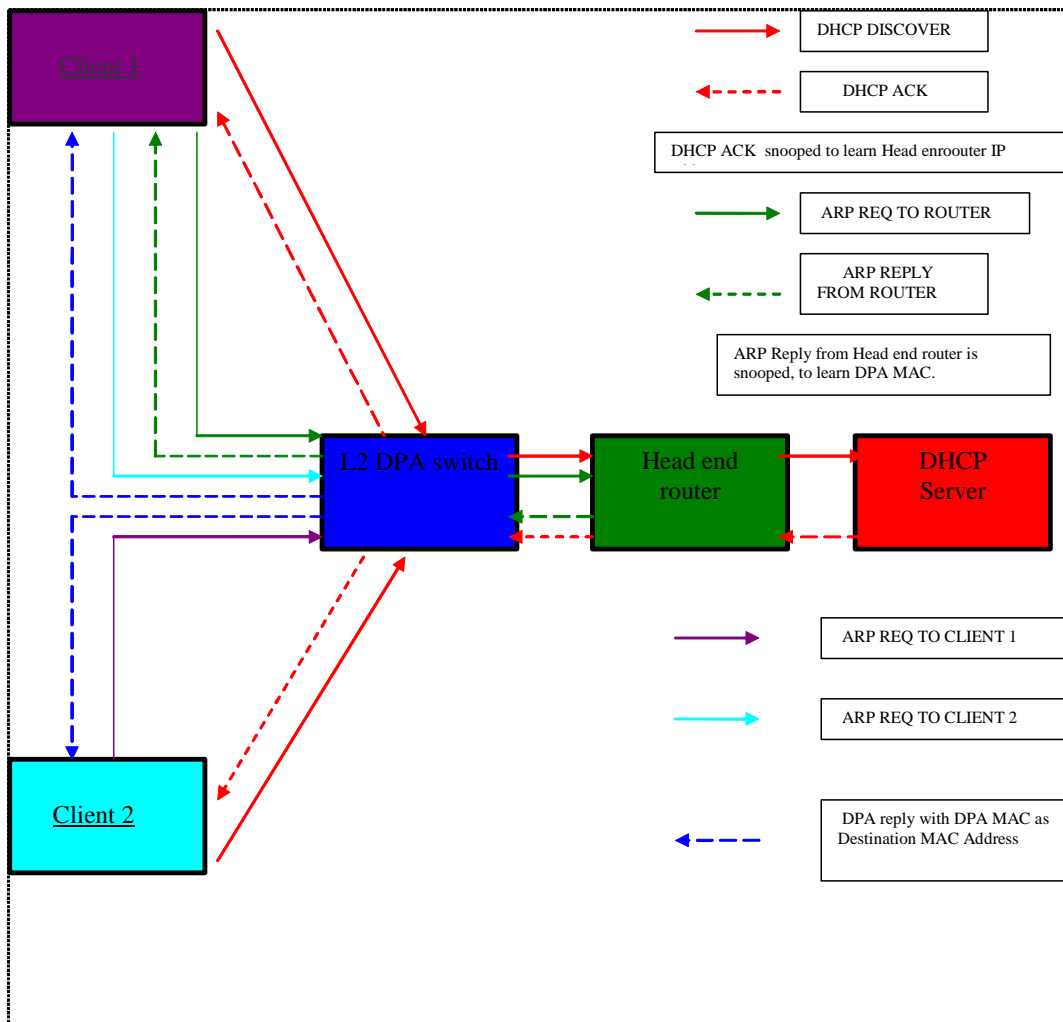 Client 1
DHCP DISCOVER
DHCP ACK
DHCP ACK snooped to learn Head enroouter IP
ARP REQ TO ROUTER
ARP REPLY
FROM ROUTER
ARP Reply from Head end router is
snooped, to learn DPA MAC.
L2 DPA switch
Head end
router
DHCP
Server
ARP REQ TO CLIENT 1
ARP REQ TO CLIENT 2
Client 2
DPA reply with DPA MAC as
Destination MAC Address